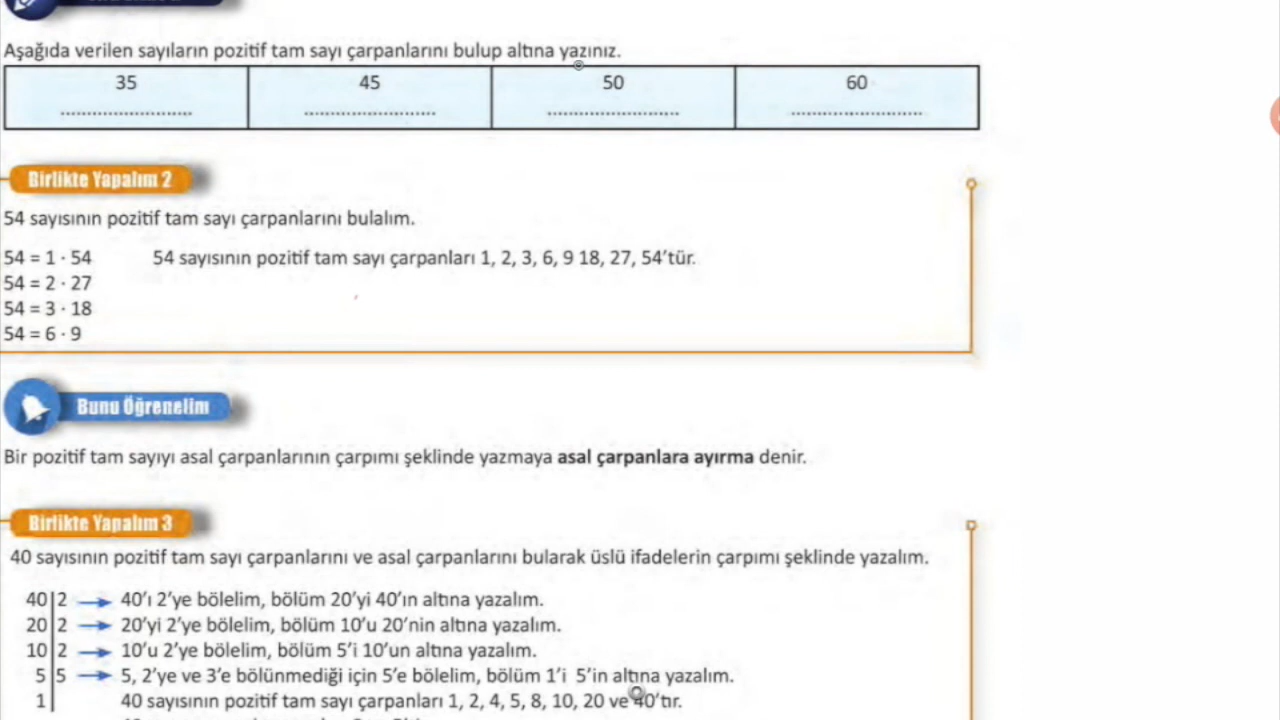 Aşağıda verilen sayıların pozitif tam sayı çarpanlarını bulup altına yazınız.
35 45 50 60
........................ ........................ ........................ ........................
Birlikte Yapalım 2
54 sayısının pozitif tam sayı çarpanlarını bulalım.
54 = 1 · 54 54 sayısının pozitif tam sayı çarpanları 1, 2, 3, 6, 9 18, 27, 54’tür.
54 = 2 · 27
54 = 3 · 18
54 = 6 · 9
Bunu Öğrenelim
Bir pozitif tam sayıyı asal çarpanlarının çarpımı şeklinde yazmaya asal çarpanlara ayırma denir.
Birlikte Yapalım 3
40 sayısının pozitif tam sayı çarpanlarını ve asal çarpanlarını bularak üslü ifadelerin çarpımı şeklinde yazalım.
40 2 40’ı 2’ye bölelim, bölüm 20’yi 40’ın altına yazalım.
20 2 20’yi 2’ye bölelim, bölüm 10’u 20’nin altına yazalım.
10 2 10’u 2’ye bölelim, bölüm 5’i 10’un altına yazalım.
5 5 5, 2’ye ve 3’e bölünmediği için 5’e bölelim, bölüm 1’i 5’in altına yazalım.
1 40 sayısının pozitif tam sayı çarpanları 1, 2, 4, 5, 8, 10, 20 ve 40’tır.